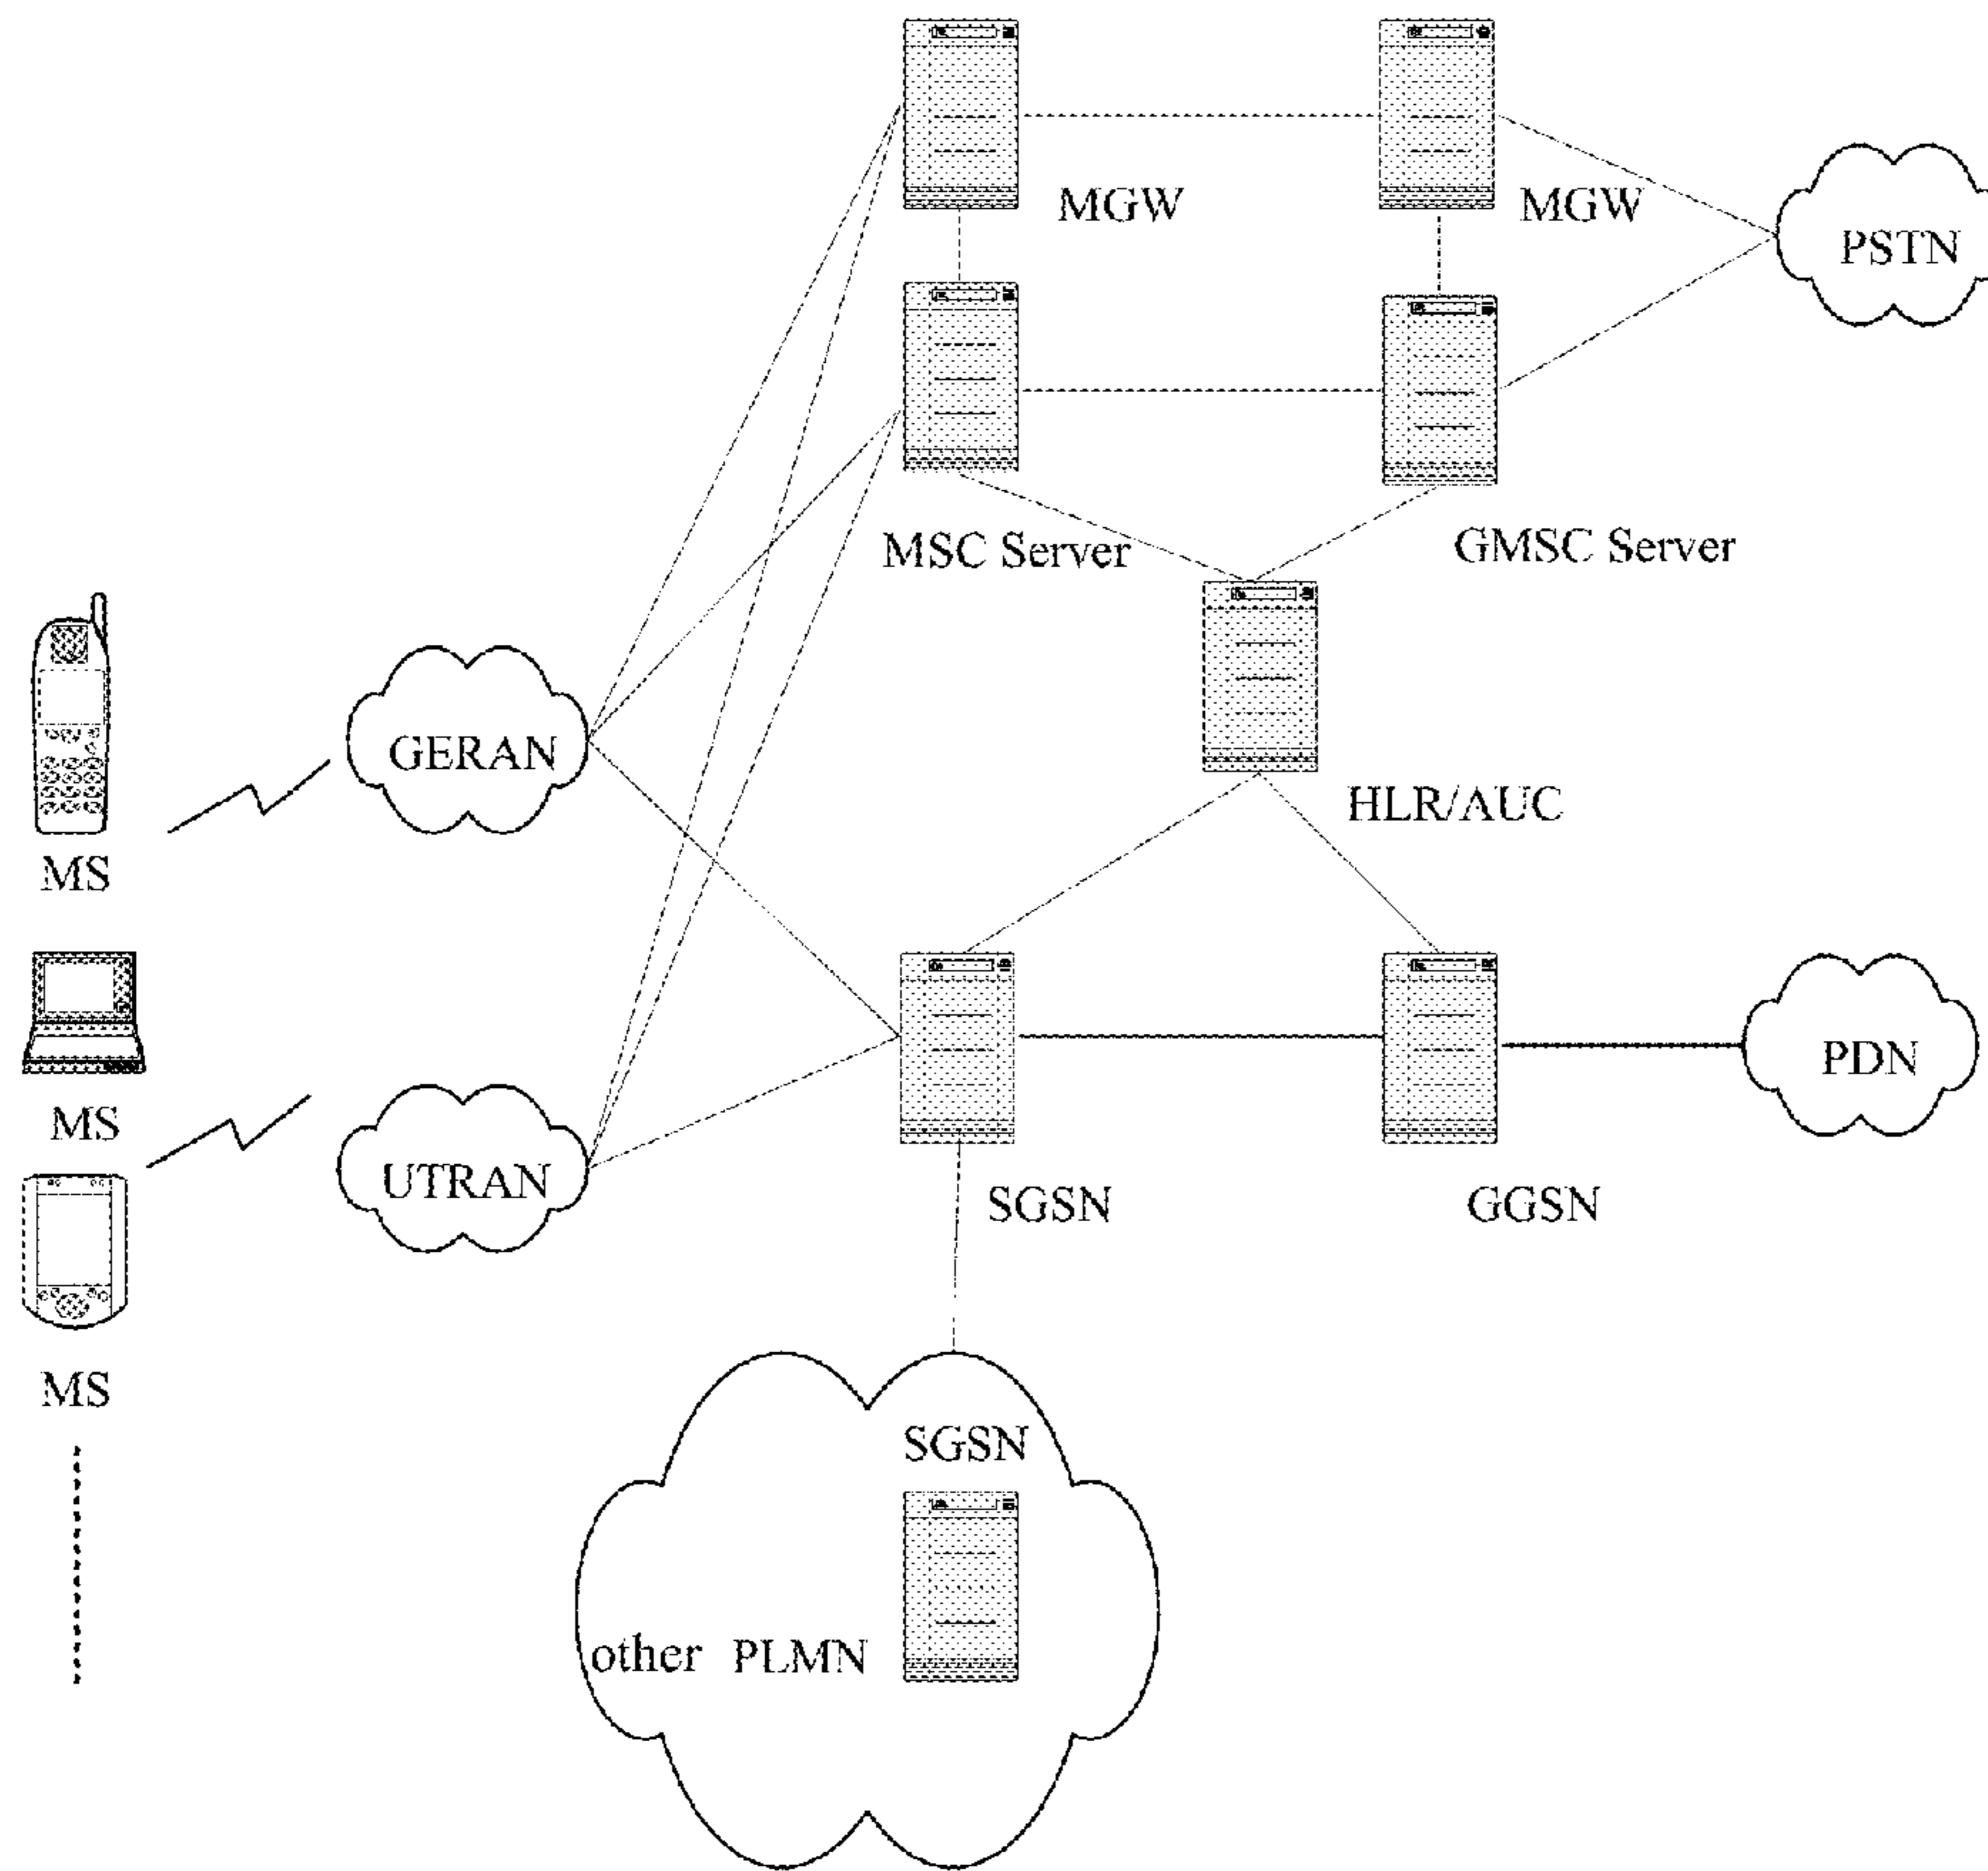 MGW
MGW
PSTN
MSC Server
GMSC Server
GERAN
HLR/AUC
MS
MS
UTRAN
SGSN
GGSN
PDN
MS
SGSN
other PLMN